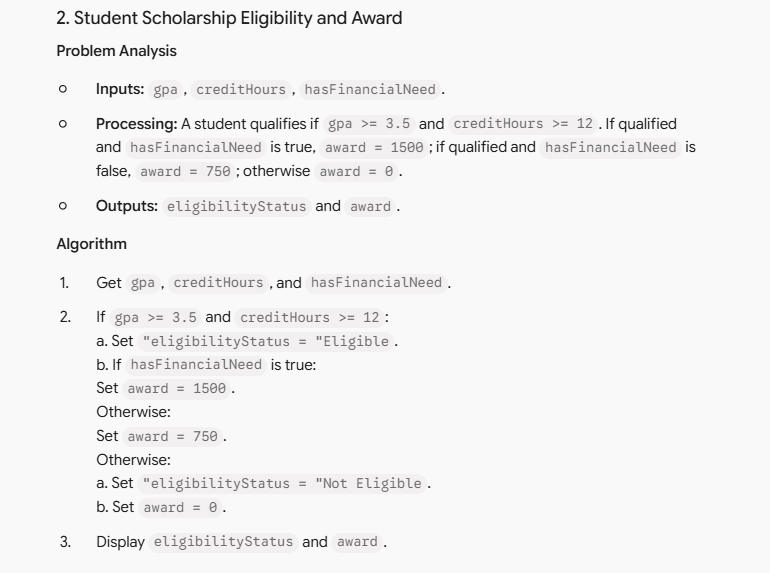 2. Student Scholarship Eligibility and Award
Problem Analysis
Inputs: gpa , creditHours , hasFinancialNeed .
Processing: A student qualifies if gpa >= 3.5 and creditHours >= 12 . If qualified
and hasFinancialNeed is true, award = 1500 ; if qualified and hasFinancialNeed is
false, award = 750 ; otherwise award = 0 .
Outputs: eligibilityStatus and award .
Algorithm
1. Get gpa , creditHours , and hasFinancialNeed .
2. If gpa >= 3.5 and creditHours >= 12 :
a. Set "eligibilityStatus = "Eligible .
b. If hasFinancialNeed is true:
Set award = 1500 .
Otherwise:
Set award = 750 .
Otherwise:
a. Set "eligibilityStatus = "Not Eligible .
b. Set award = 0 .
3. Display eligibilityStatus and award .